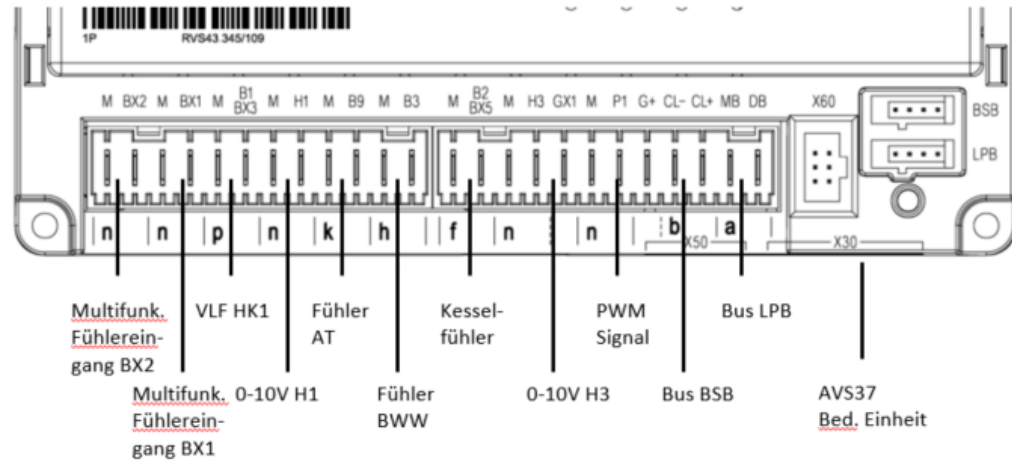 1P RVS43.345/109
M BX2 M BX1 M B1 BX3 M H1 M B9 M B3 M B2 BX5 M H3 GX1 M P1 G+ CL- CL+ MB DB X60
BSB
LPB
n n p n k h f n n b a
X50 X30
Multifunk. Fühlerein- gang BX2
VLF HK1
Fühler AT
Kessel- fühler
PWM Signal
Bus LPB
Multifunk. Fühlerein- gang BX1
0-10V H1
Fühler BWW
0-10V H3
Bus BSB
AVS37 Bed. Einheit